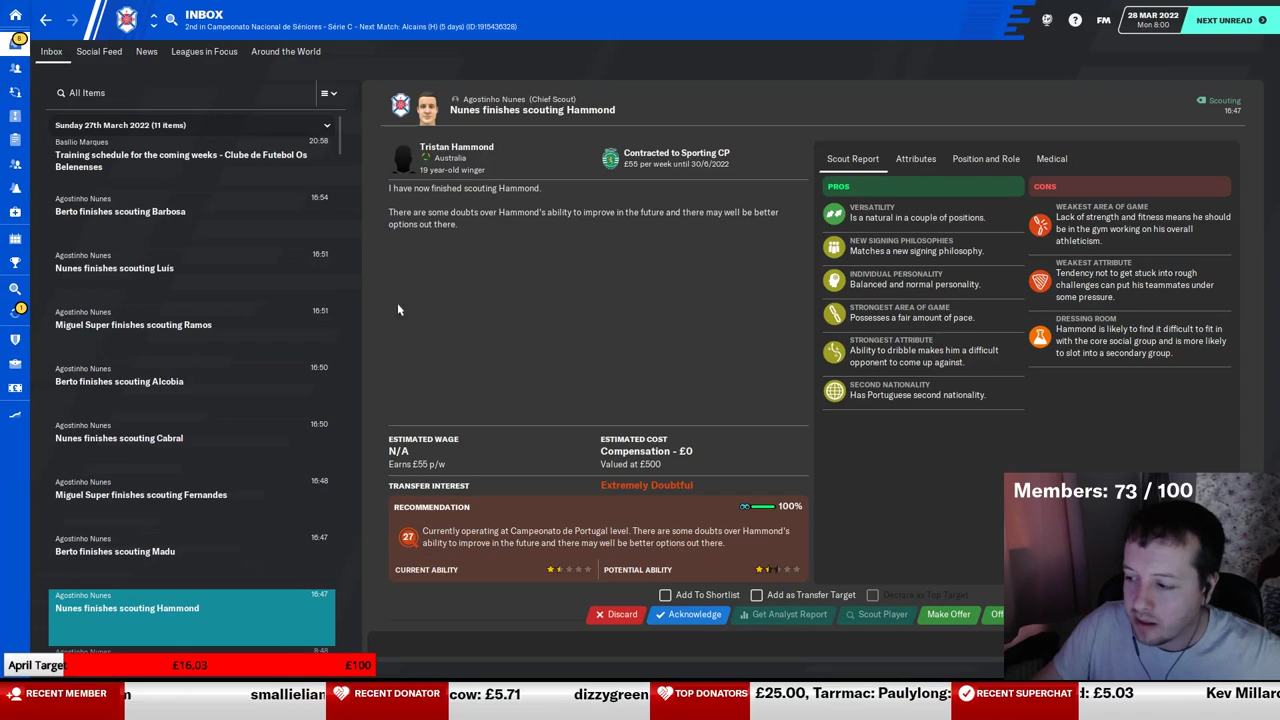 INBOX
2nd in Campeonato Nacional de Séniores - Série C - Next Match: Alcains (H) (5 days) (ID:1915436328)
FM
28 MAR 2022
Mon 8:00
NEXT UNREAD
8
Inbox
Social Feed
News
Leagues in Focus
Around the World
All Items
Sunday 27th March 2022 (11 items)
Basílio Marques
20:58
Training schedule for the coming weeks - Clube de Futebol Os
Belenenses
Agostinho Nunes
16:54
Berto finishes scouting Barbosa
Agostinho Nunes
16:51
Nunes finishes scouting Luís
Agostinho Nunes
16:51
Miguel Super finishes scouting Ramos
Agostinho Nunes
16:50
Berto finishes scouting Alcobia
Agostinho Nunes
16:50
Nunes finishes scouting Cabral
Agostinho Nunes
16:48
Miguel Super finishes scouting Fernandes
Agostinho Nunes
16:47
Berto finishes scouting Madu
Agostinho Nunes
16:47
Nunes finishes scouting Hammond
Agostinho Nunes
8:48
1
Agostinho Nunes (Chief Scout)
Nunes finishes scouting Hammond
Scouting
16:47
Tristan Hammond
Australia
19 year-old winger
Contracted to Sporting CP
£55 per week until 30/6/2022
I have now finished scouting Hammond.
There are some doubts over Hammond's ability to improve in the future and there may well be better
options out there.
ESTIMATED WAGE
N/A
Earns £55 p/w
ESTIMATED COST
Compensation - £0
Valued at £500
TRANSFER INTEREST
Extremely Doubtful
RECOMMENDATION
100%
27
Currently operating at Campeonato de Portugal level. There are some doubts over Hammond's
ability to improve in the future and there may well be better options out there.
CURRENT ABILITY
POTENTIAL ABILITY
Add To Shortlist
Add as Transfer Target
Declare as Top Target
Discard
Acknowledge
Get Analyst Report
Scout Player
Make Offer
Off
Scout Report
Attributes
Position and Role
Medical
PROS
VERSATILITY
Is a natural in a couple of positions.
NEW SIGNING PHILOSOPHIES
Matches a new signing philosophy.
INDIVIDUAL PERSONALITY
Balanced and normal personality.
STRONGEST AREA OF GAME
Possesses a fair amount of pace.
STRONGEST ATTRIBUTE
Ability to dribble makes him a difficult
opponent to come up against.
SECOND NATIONALITY
Has Portuguese second nationality.
CONS
WEAKEST AREA OF GAME
Lack of strength and fitness means he should
be in the gym working on his overall
athleticism.
WEAKEST ATTRIBUTE
Tendency not to get stuck into rough
challenges can put his teammates under
some pressure.
DRESSING ROOM
Hammond is likely to find it difficult to fit in
with the core social group and is more likely
to slot into a secondary group.
Members: 73 / 100
April Target
£16.03
£100
RECENT MEMBER
smallielian
RECENT DONATOR
cow: £5.71
dizzygreen
TOP DONATORS
£25.00, Tarrmac: Paulylong:
RECENT SUPERCHAT
d: £5.03
Kev Millard